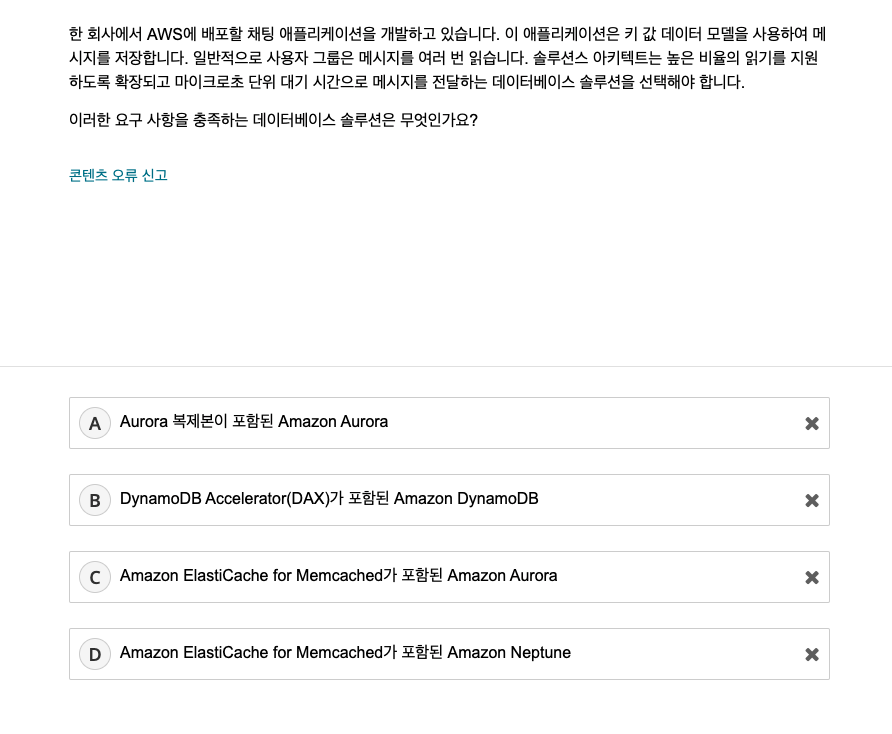 한 회사에서 AWS에 배포할 채팅 애플리케이션을 개발하고 있습니다. 이 애플리케이션은 키 값 데이터 모델을 사용하여 메
시지를 저장합니다. 일반적으로 사용자 그룹은 메시지를 여러 번 읽습니다. 솔루션스 아키텍트는 높은 비율의 읽기를 지원
하도록 확장되고 마이크로초 단위 대기 시간으로 메시지를 전달하는 데이터베이스 솔루션을 선택해야 합니다.
이러한 요구 사항을 충족하는 데이터베이스 솔루션은 무엇인가요?
콘텐츠 오류 신고
A Aurora 복제본이 포함된 Amazon Aurora
B DynamoDB Accelerator(DAX)가 포함된 Amazon DynamoDB
C Amazon ElastiCache for Memcached가 포함된 Amazon Aurora
D Amazon ElastiCache for Memcached가 포함된 Amazon Neptune